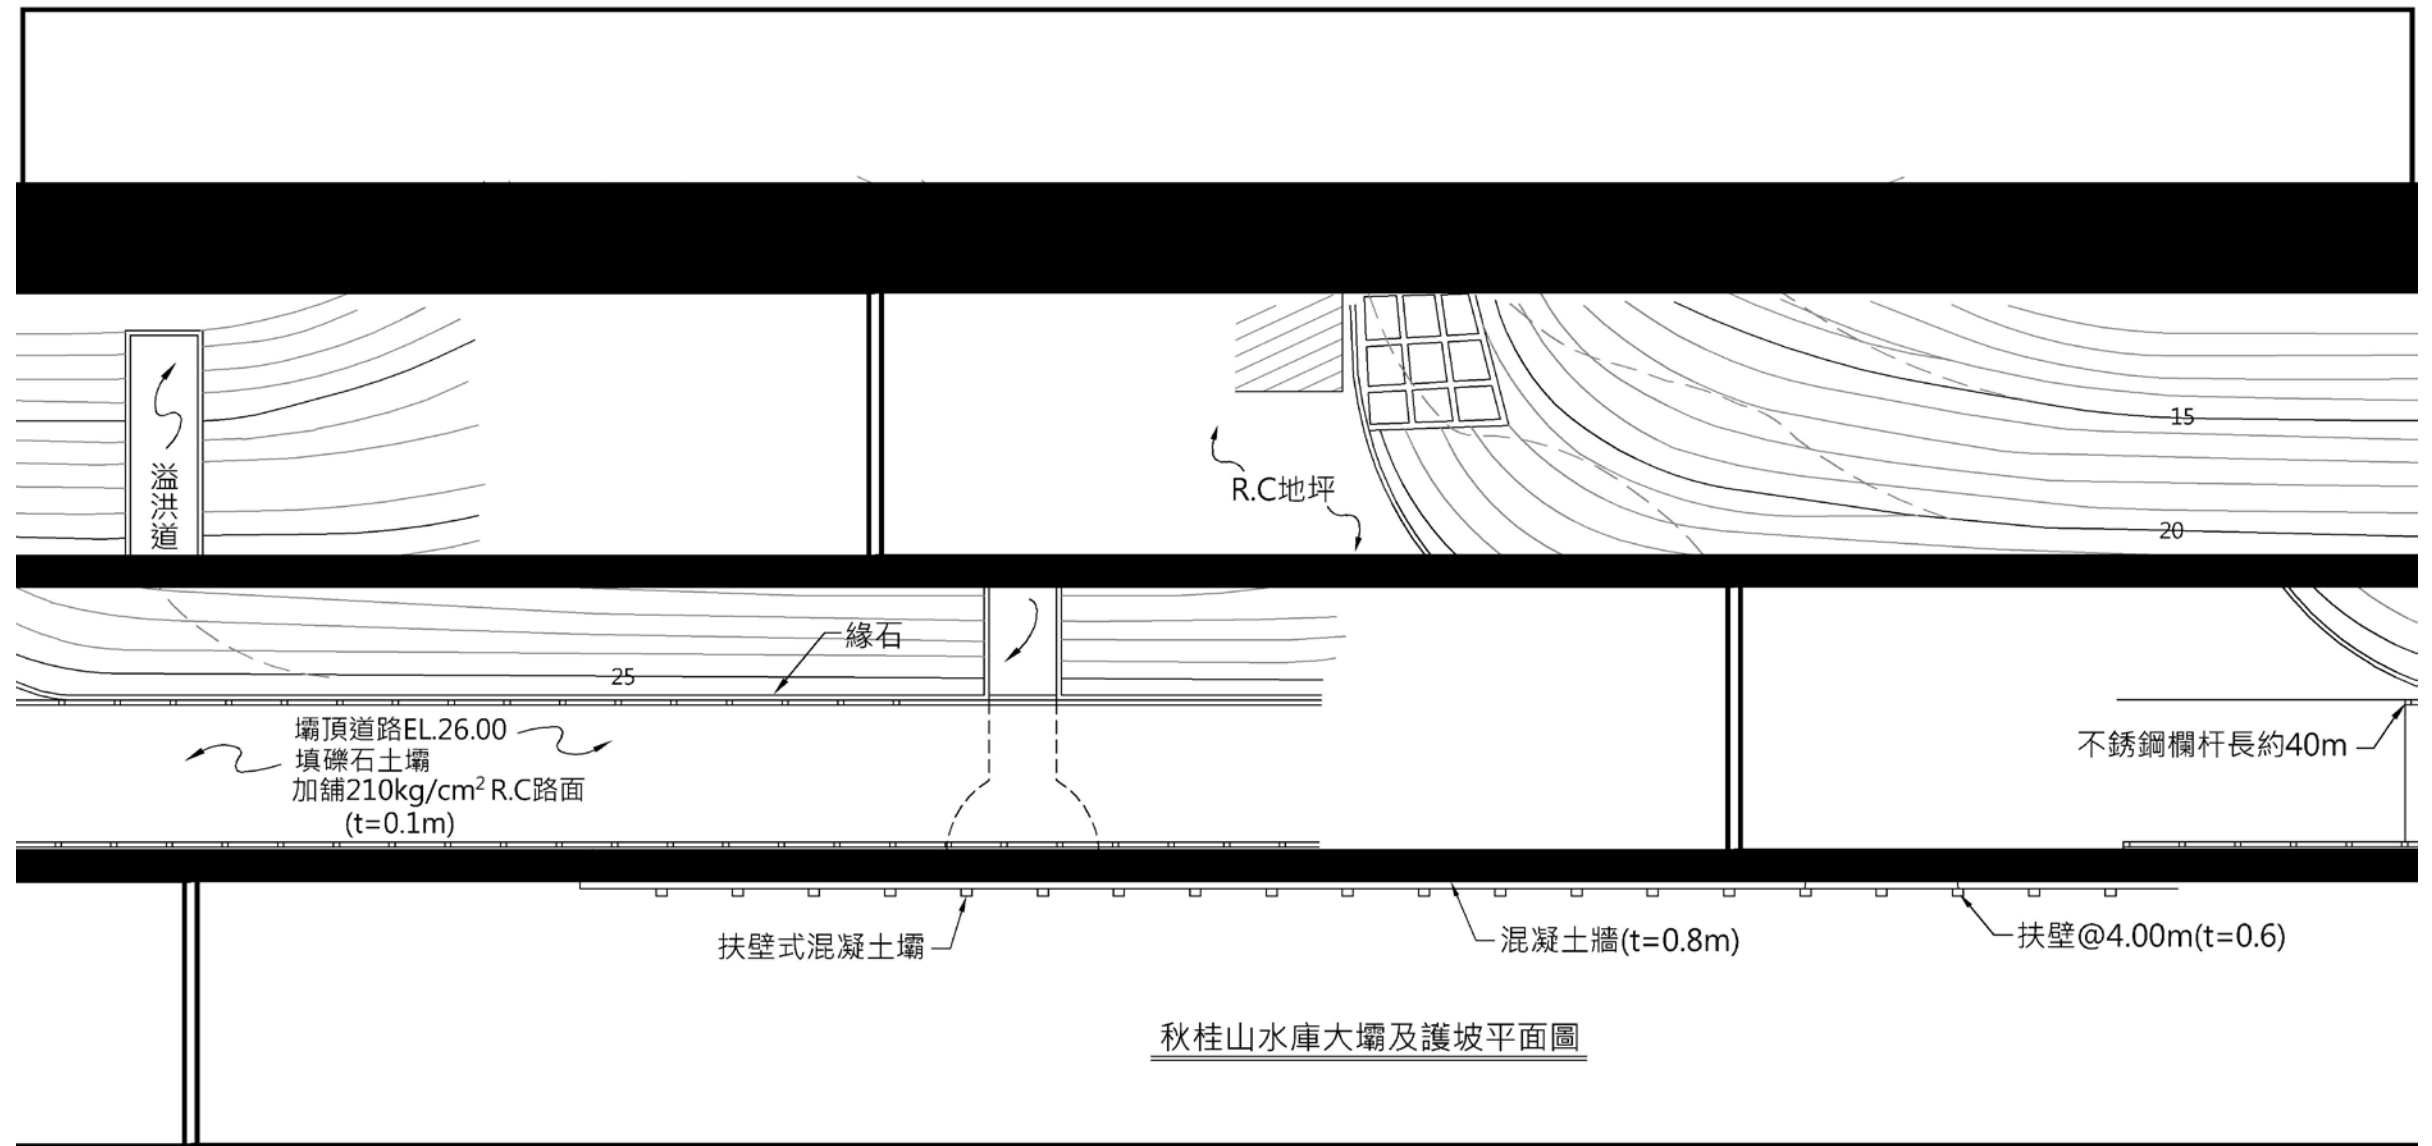 溢洪道
R.C地坪
15
20
緣石
25
壩頂道路EL.26.00
填礫石土壩
加舖210kg/cm² R.C路面
(t=0.1m)
不銹鋼欄杆長約40m
扶壁式混凝土壩
混凝土牆(t=0.8m)
扶壁@4.00m(t=0.6)
秋桂山水庫大壩及護坡平面圖